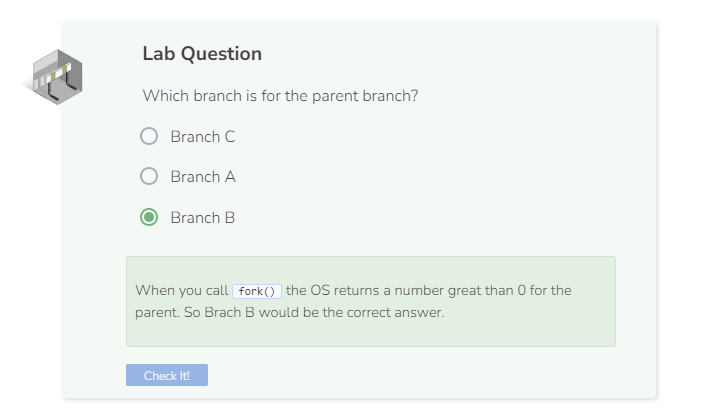 Lab Question
Which branch is for the parent branch?
Branch C
Branch A
Branch B
When you call fork() the OS returns a number great than 0 for the
parent. So Brach B would be the correct answer.
Check It!